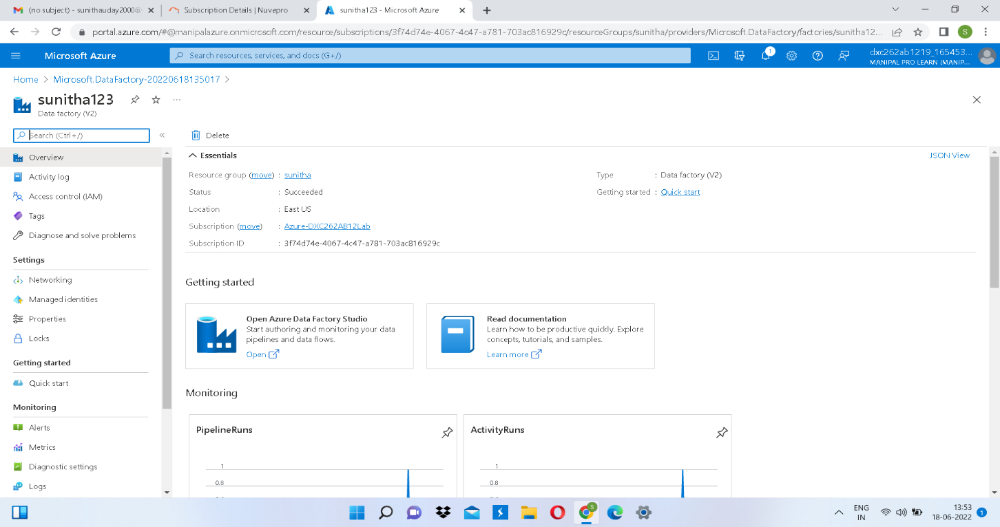 (no subject) - sunithauday2000@
Subscription Details | Nuvepro
sunitha123 - Microsoft Azure
portal.azure.com/#@manipalazure.onmicrosoft.com/resource/subscriptions/3f74d74e-4067-4c47-a781-703ac816929c/resourceGroups/sunitha/providers/Microsoft.DataFactory/factories/sunitha12...
S
Microsoft Azure
Search resources, services, and docs (G+/)
1
dxc262ab1219_165453...
MANIPAL PRO LEARN (MANIP...
Home > Microsoft.DataFactory-20220618135017 >
sunitha123
...
Data factory (V2)
Search (Ctrl+/)
«
Delete
Overview
Activity log
Access control (IAM)
Tags
Diagnose and solve problems
Settings
Networking
Managed identities
Properties
Locks
Getting started
Quick start
Monitoring
Alerts
Metrics
Diagnostic settings
Logs
Essentials
JSON View
Resource group (move) : sunitha
Status : Succeeded
Location : East US
Subscription (move) : Azure-DXC262AB12Lab
Subscription ID : 3f74d74e-4067-4c47-a781-703ac816929c
Type : Data factory (V2)
Getting started : Quick start
Getting started
Open Azure Data Factory Studio
Start authoring and monitoring your data
pipelines and data flows.
Open
Read documentation
Learn how to be productive quickly. Explore
concepts, tutorials, and samples.
Learn more
Monitoring
PipelineRuns
1
0.8
ActivityRuns
1
0.8
S
ENG
IN
13:53
18-06-2022
1